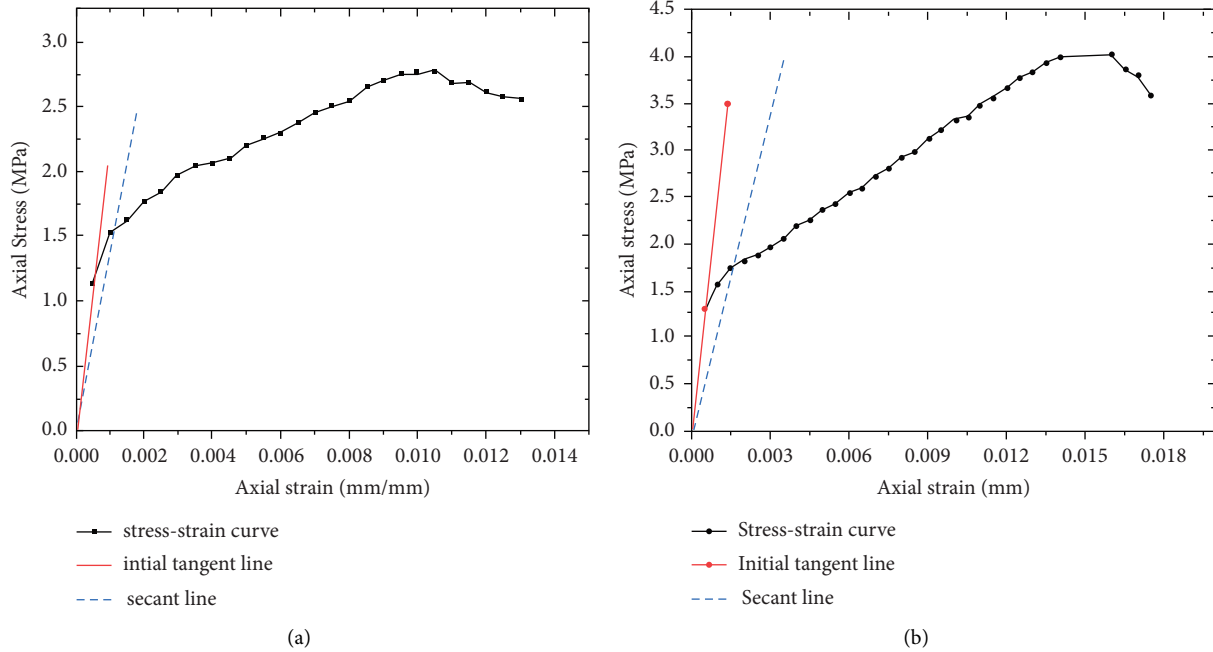 3.0
2.5
2.0
1.5
1.0
0.5
0.0
Axial Stress (MPa)
0.000 0.002 0.004 0.006 0.008 0.010 0.012 0.014
Axial strain (mm/mm)
stress-strain curve
intial tangent line
secant line
(a)
4.5
4.0
3.5
3.0
2.5
2.0
1.5
1.0
0.5
0.0
Axial stress (MPa)
0.000 0.003 0.006 0.009 0.012 0.015 0.018
Axial strain (mm)
Stress-strain curve
Initial tangent line
Secant line
(b)